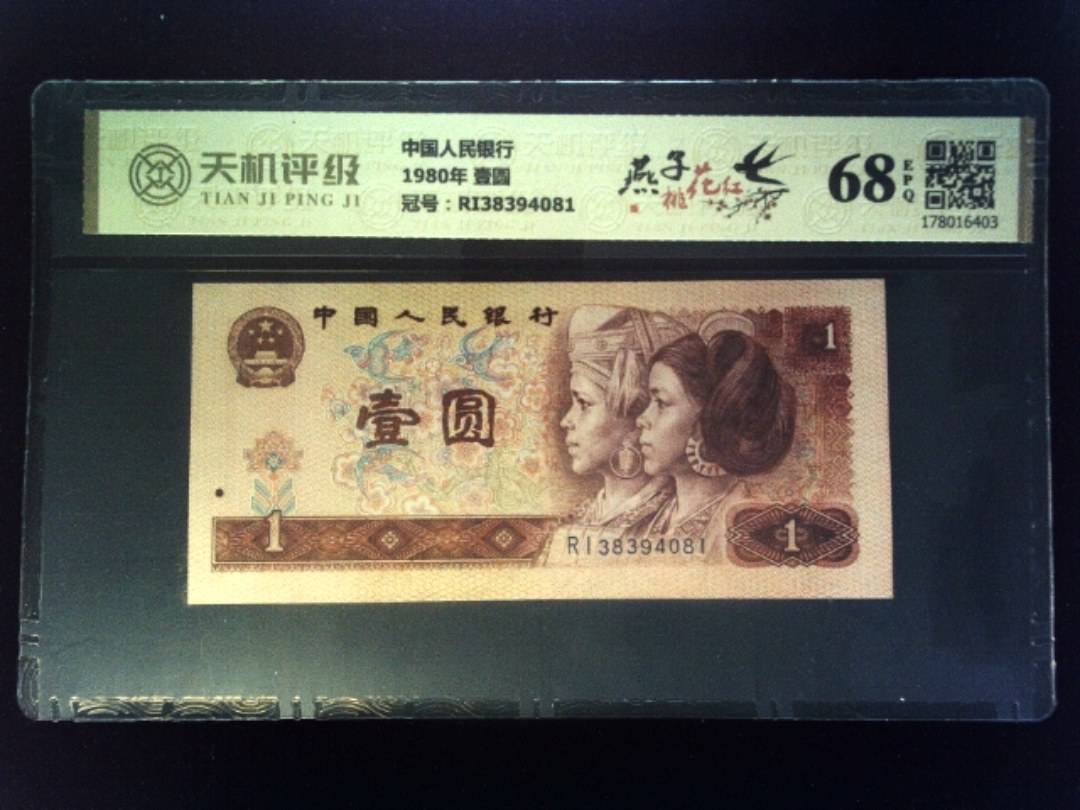 天机评级
TIAN JI PING JI
中国人民银行
1980年 壹圆
冠号：RI38394081
燕子
桃花红
68
EPQ
178016403
中国人民银行
1
壹圆
1
RI38394081
1